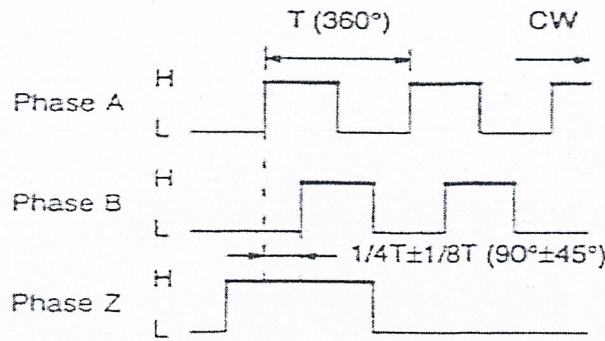 T (360°)
CW
Phase A
H
L
Phase B
H
L
1/4T±1/8T (90°±45°)
Phase Z
H
L